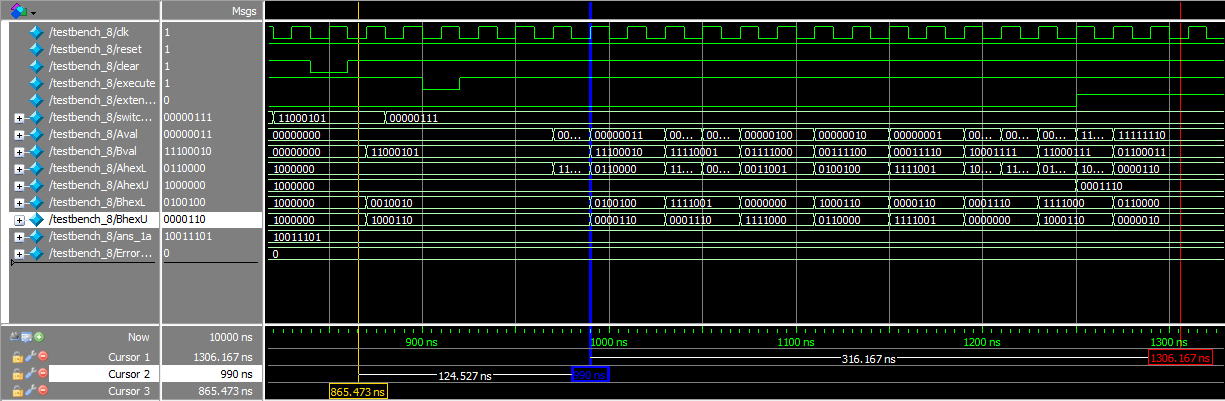 Msgs
/testbench_8/clk 1
/testbench_8/reset 1
/testbench_8/clear 1
/testbench_8/execute 1
/testbench_8/exten... 0
/testbench_8/switc... 00000111 11000101 00000111
/testbench_8/Aval 00000011 00000000 00... 00000011 00... 00... 00000100 00000010 00000001 00... 00... 00... 11... 11111110
/testbench_8/Bval 11100010 00000000 11000101 11100010 11110001 01111000 00111100 00011110 10001111 11000111 01100011
/testbench_8/AhexL 0110000 1000000 11... 0110000 11... 00... 0011001 0100100 1111001 10... 11... 01... 10... 0000110
/testbench_8/AhexU 1000000 1000000 0001110
/testbench_8/BhexL 0100100 1000000 0010010 0100100 1111001 0000000 1000110 0000110 0001110 1111000 0110000
/testbench_8/BhexU 0000110 1000000 1000110 0000110 0001110 1111000 0110000 1111001 0000000 1000110 0000010
/testbench_8/ans_1a 10011101 10011101
/testbench_8/Error... 0 0
Now 10000 ns 900 ns 1000 ns 1100 ns 1200 ns 1300 ns
Cursor 1 1306.167 ns 316.167 ns 1306.167 ns
Cursor 2 990 ns 124.527 ns 990 ns
Cursor 3 865.473 ns 865.473 ns